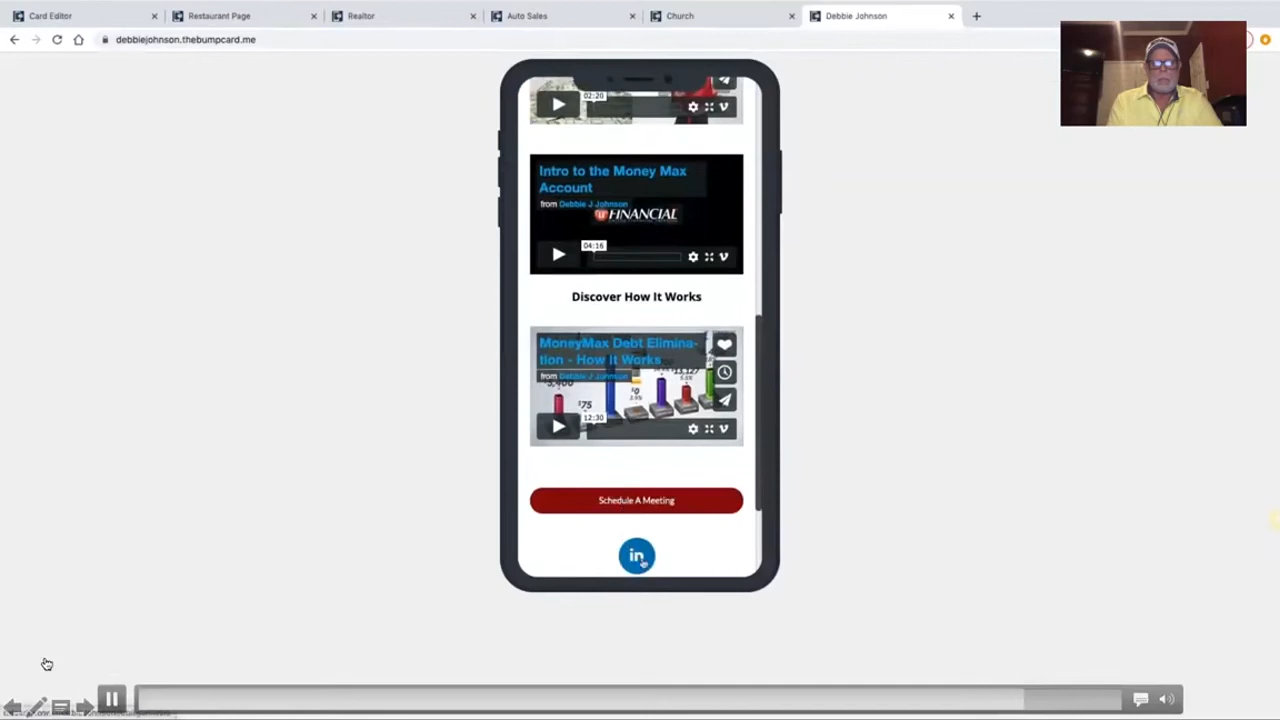 Card Editor
Restaurant Page
Realtor
Auto Sales
Church
Debbie Johnson
debbiejohnson.thebumpcard.me
02:20
Intro to the Money Max
Account
from Debbie J Johnson
FINANCIAL
04:16
Discover How It Works
MoneyMax Debt Elimina-
tion - How It Works
from Debbie J Johnson
$75
12:30
Schedule A Meeting
in